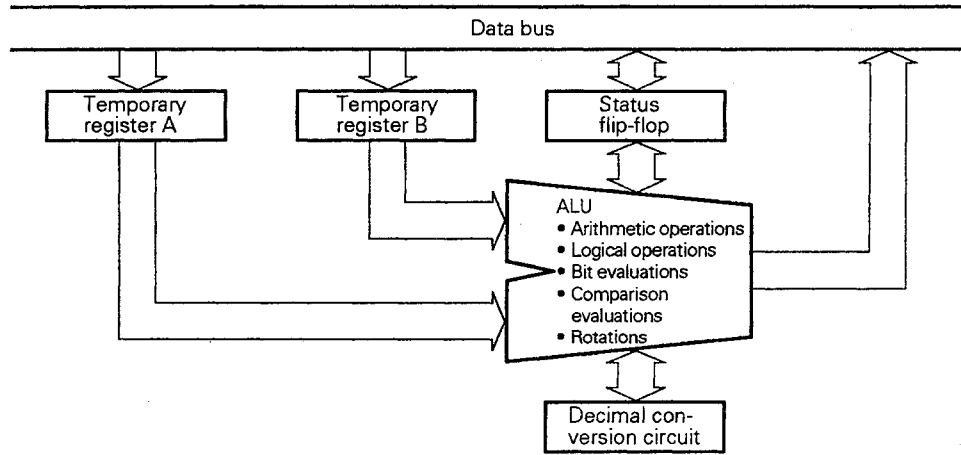 Data bus
Temporary
register A
Temporary
register B
Status
flip-flop
ALU
• Arithmetic operations
• Logical operations
• Bit evaluations
• Comparison
evaluations
• Rotations
Decimal con-
version circuit